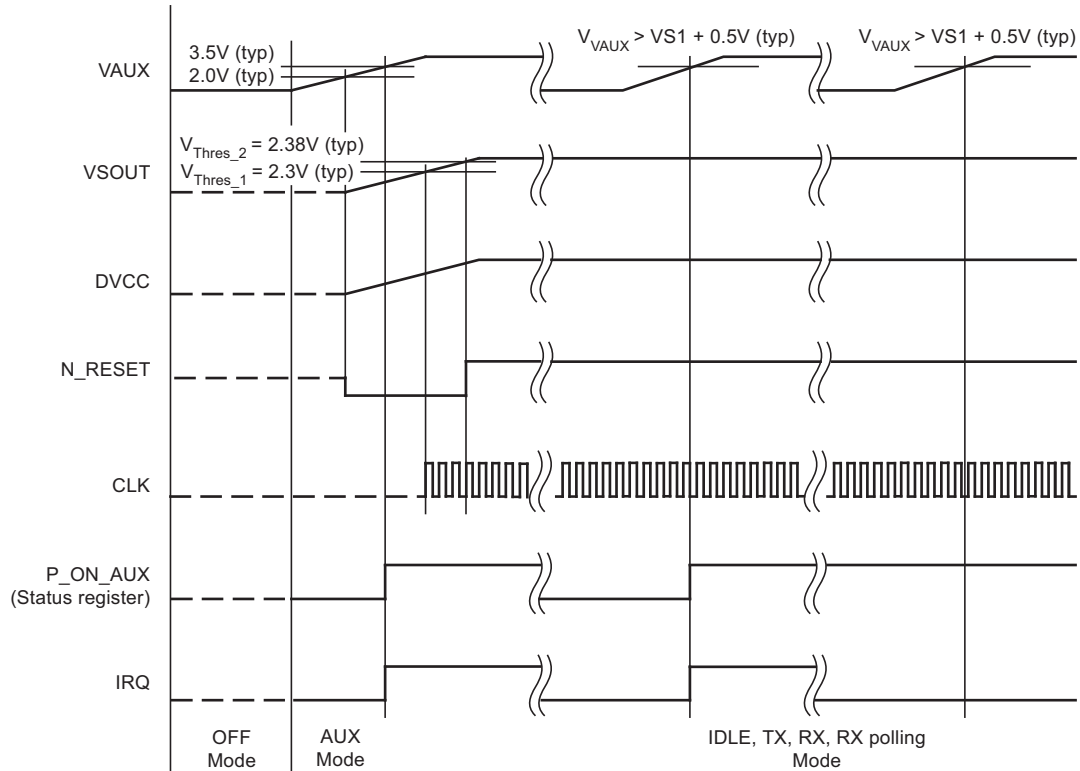 V_VAUX > VS1 + 0.5V (typ)
V_VAUX > VS1 + 0.5V (typ)
3.5V (typ)
VAUX
2.0V (typ)
V_Thres_2 = 2.38V (typ)
VSOUT
V_Thres_1 = 2.3V (typ)
DVCC
N_RESET
CLK
P_ON_AUX
(Status register)
IRQ
OFF
Mode
AUX
Mode
IDLE, TX, RX, RX polling
Mode